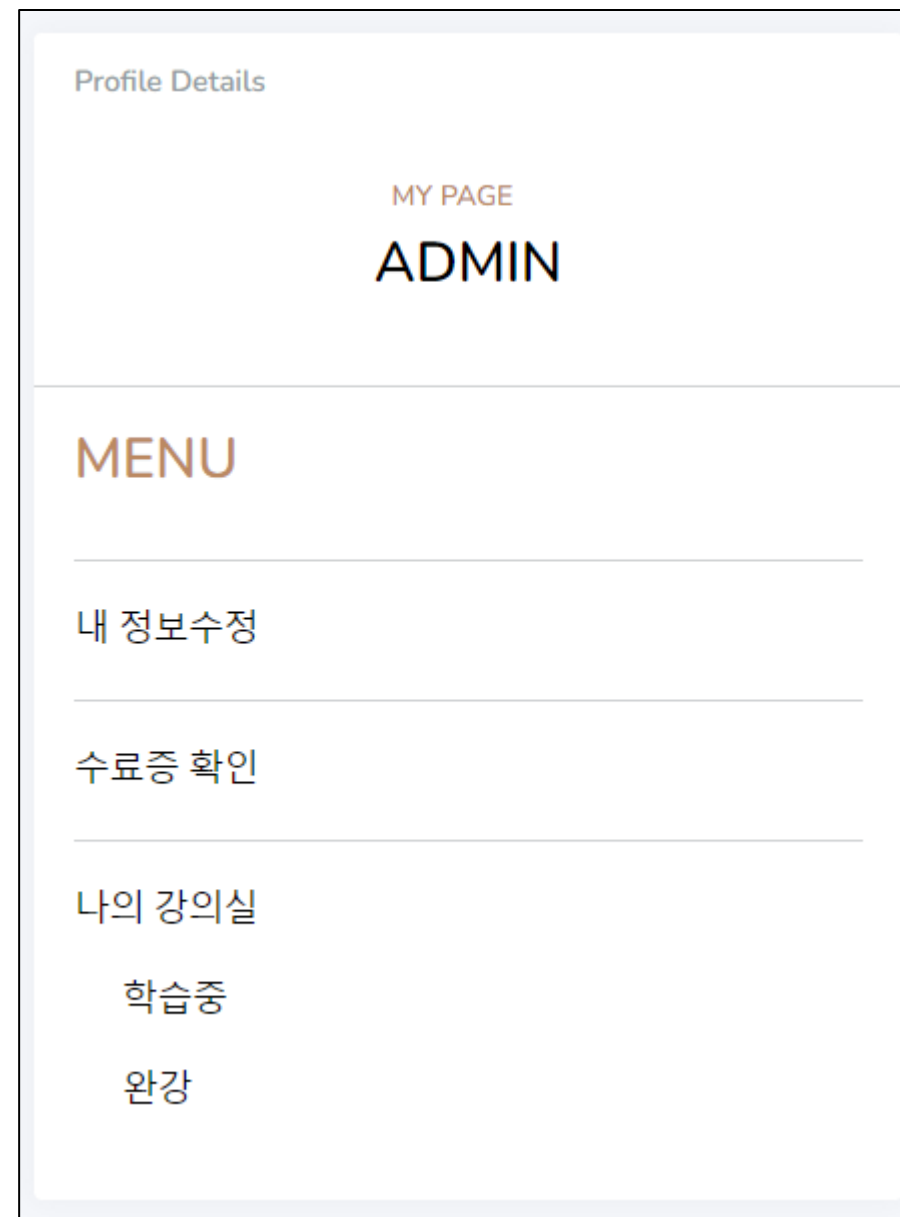 Profile Details
MY PAGE
ADMIN
MENU
내 정보수정
수료증 확인
나의 강의실
학습중
완강